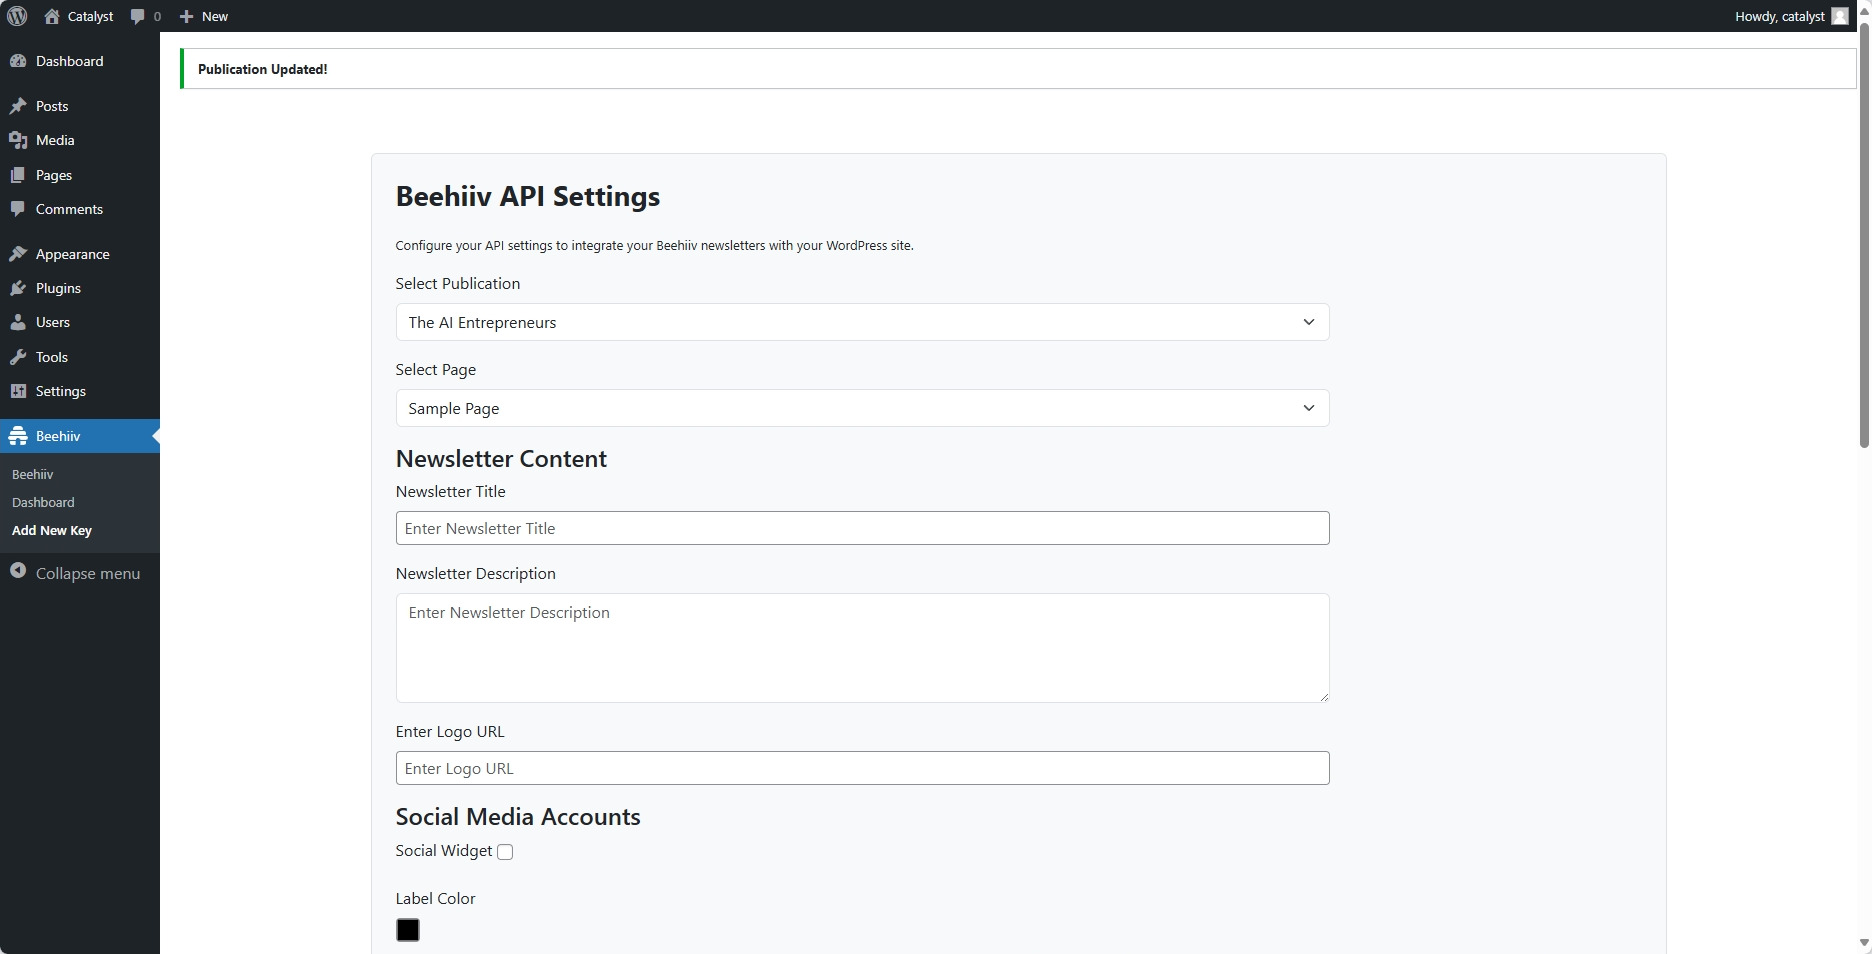 Catalyst
0
New
Howdy, catalyst
Dashboard
Posts
Media
Pages
Comments
Appearance
Plugins
Users
Tools
Settings
Beehiiv
Beehiiv
Dashboard
Add New Key
Collapse menu
Publication Updated!
Beehiiv API Settings
Configure your API settings to integrate your Beehiiv newsletters with your WordPress site.
Select Publication
The AI Entrepreneurs
Select Page
Sample Page
Newsletter Content
Newsletter Title
Enter Newsletter Title
Newsletter Description
Enter Newsletter Description
Enter Logo URL
Enter Logo URL
Social Media Accounts
Social Widget
Label Color